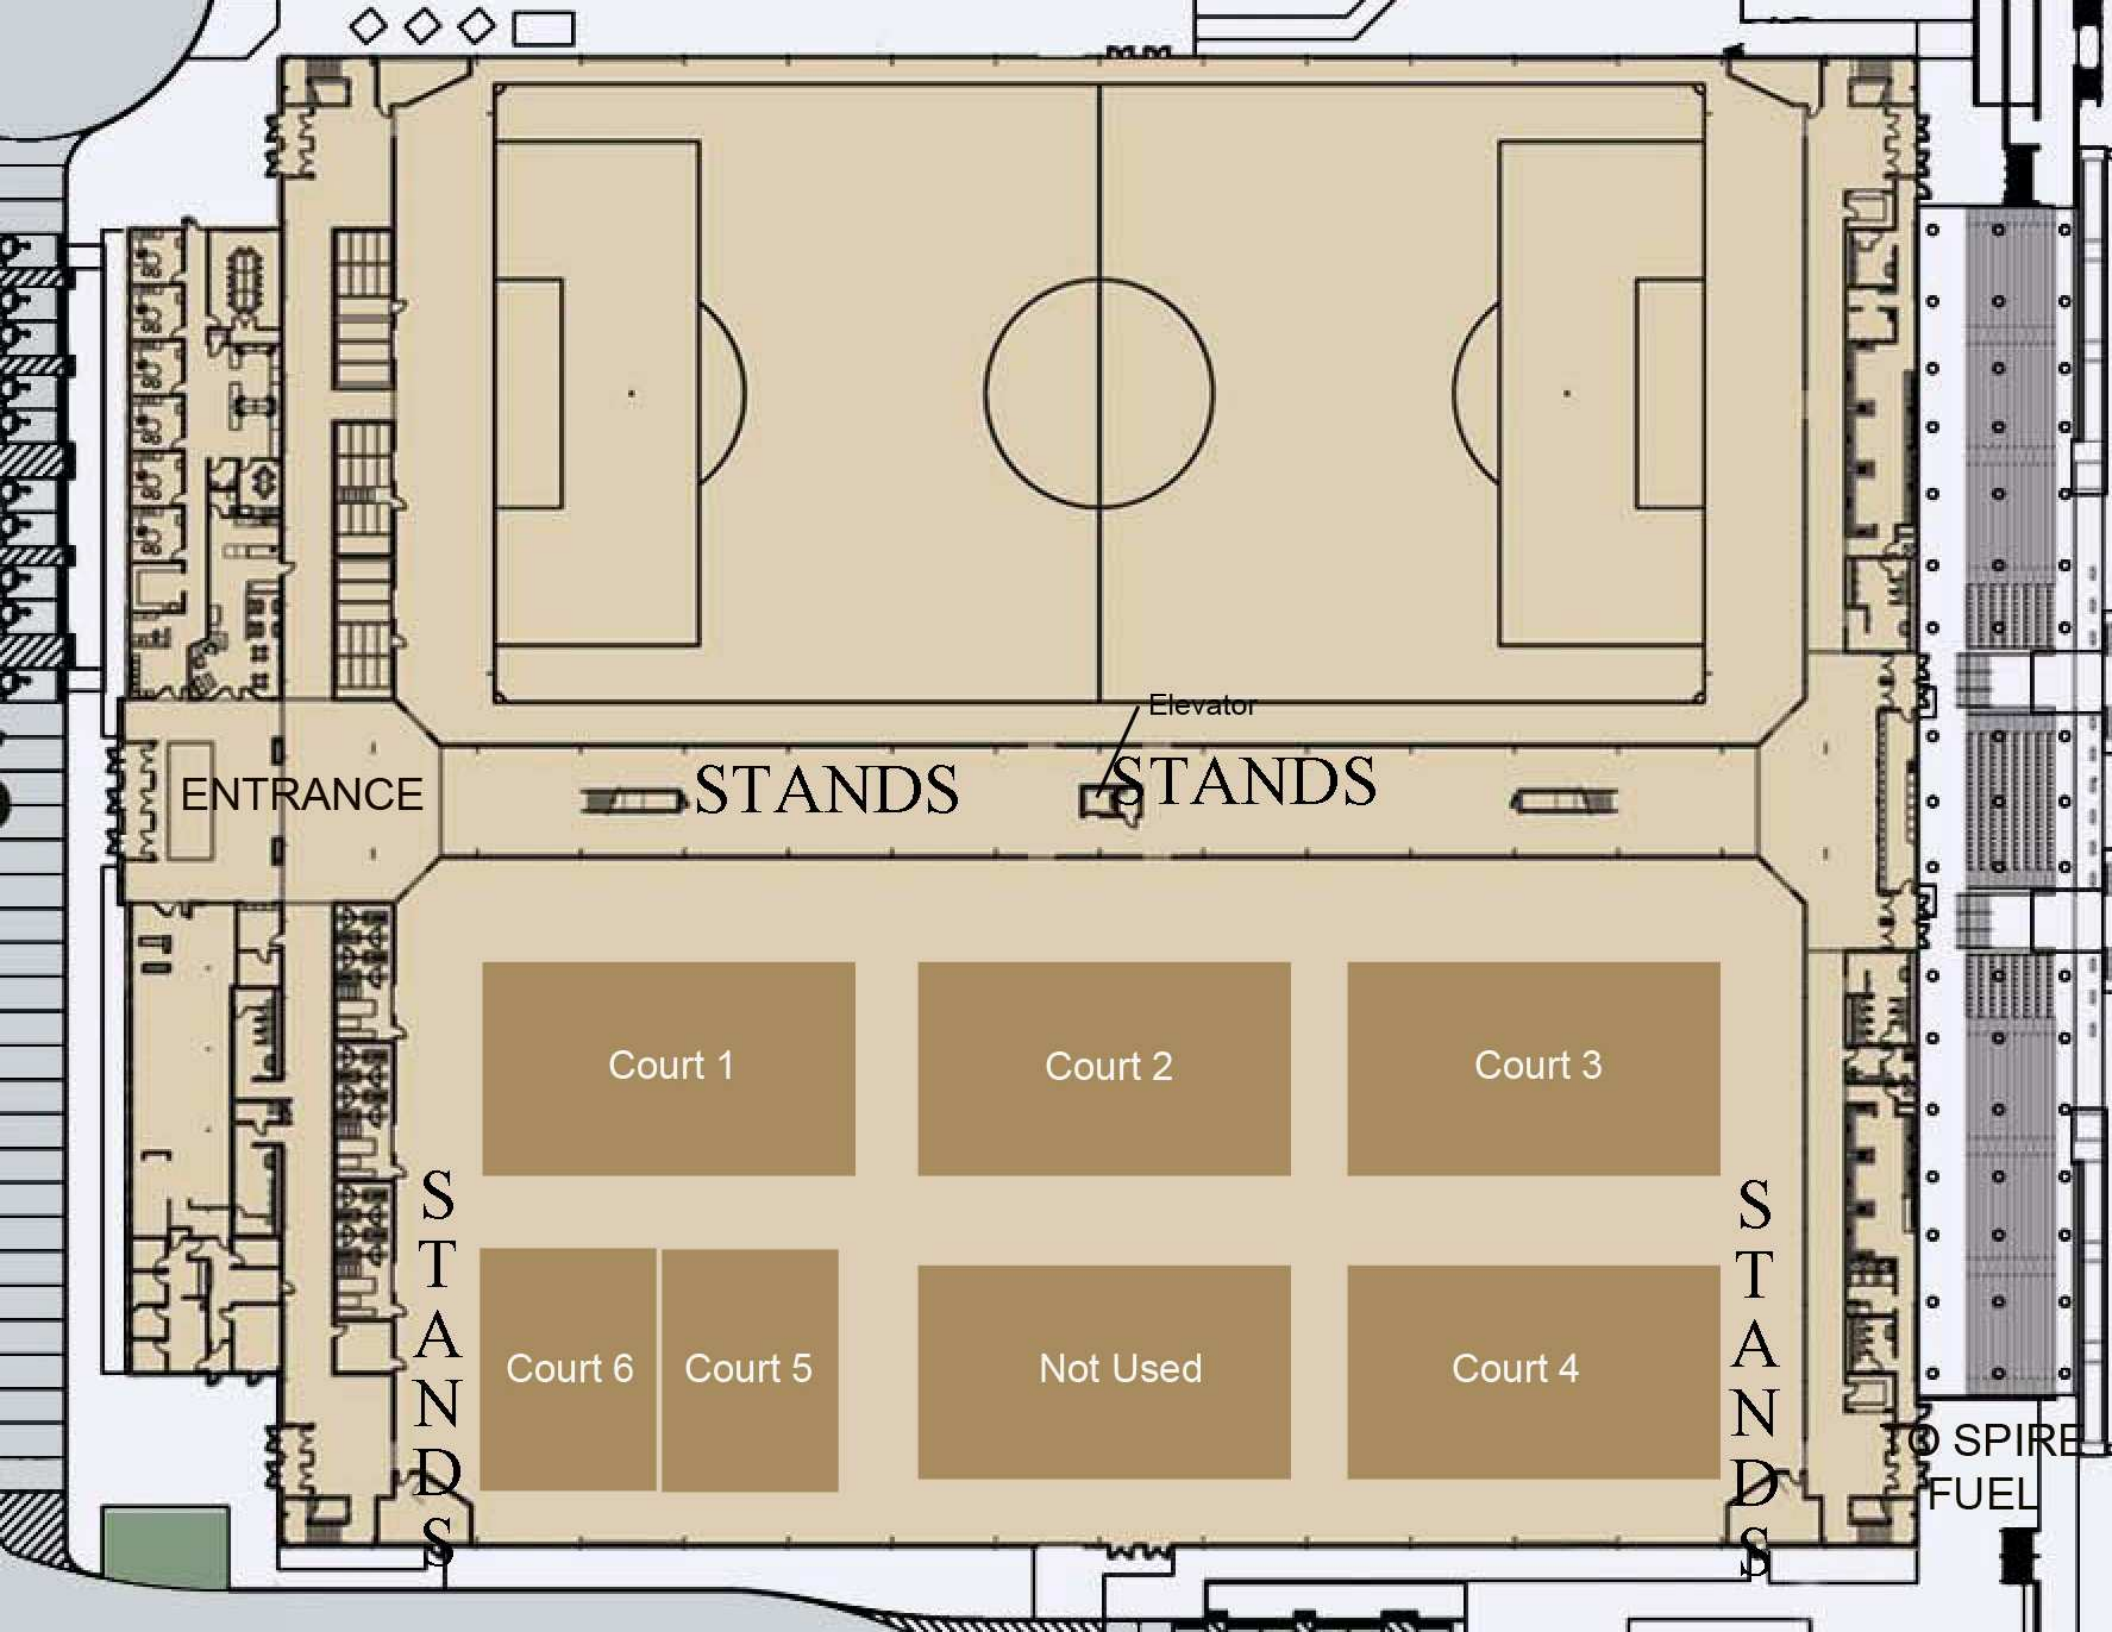 Elevator
STANDS
STANDS
ENTRANCE
Court 1
Court 2
Court 3
STANDS
STANDS
Court 6
Court 5
Not Used
Court 4
TO SPIRE
FUEL